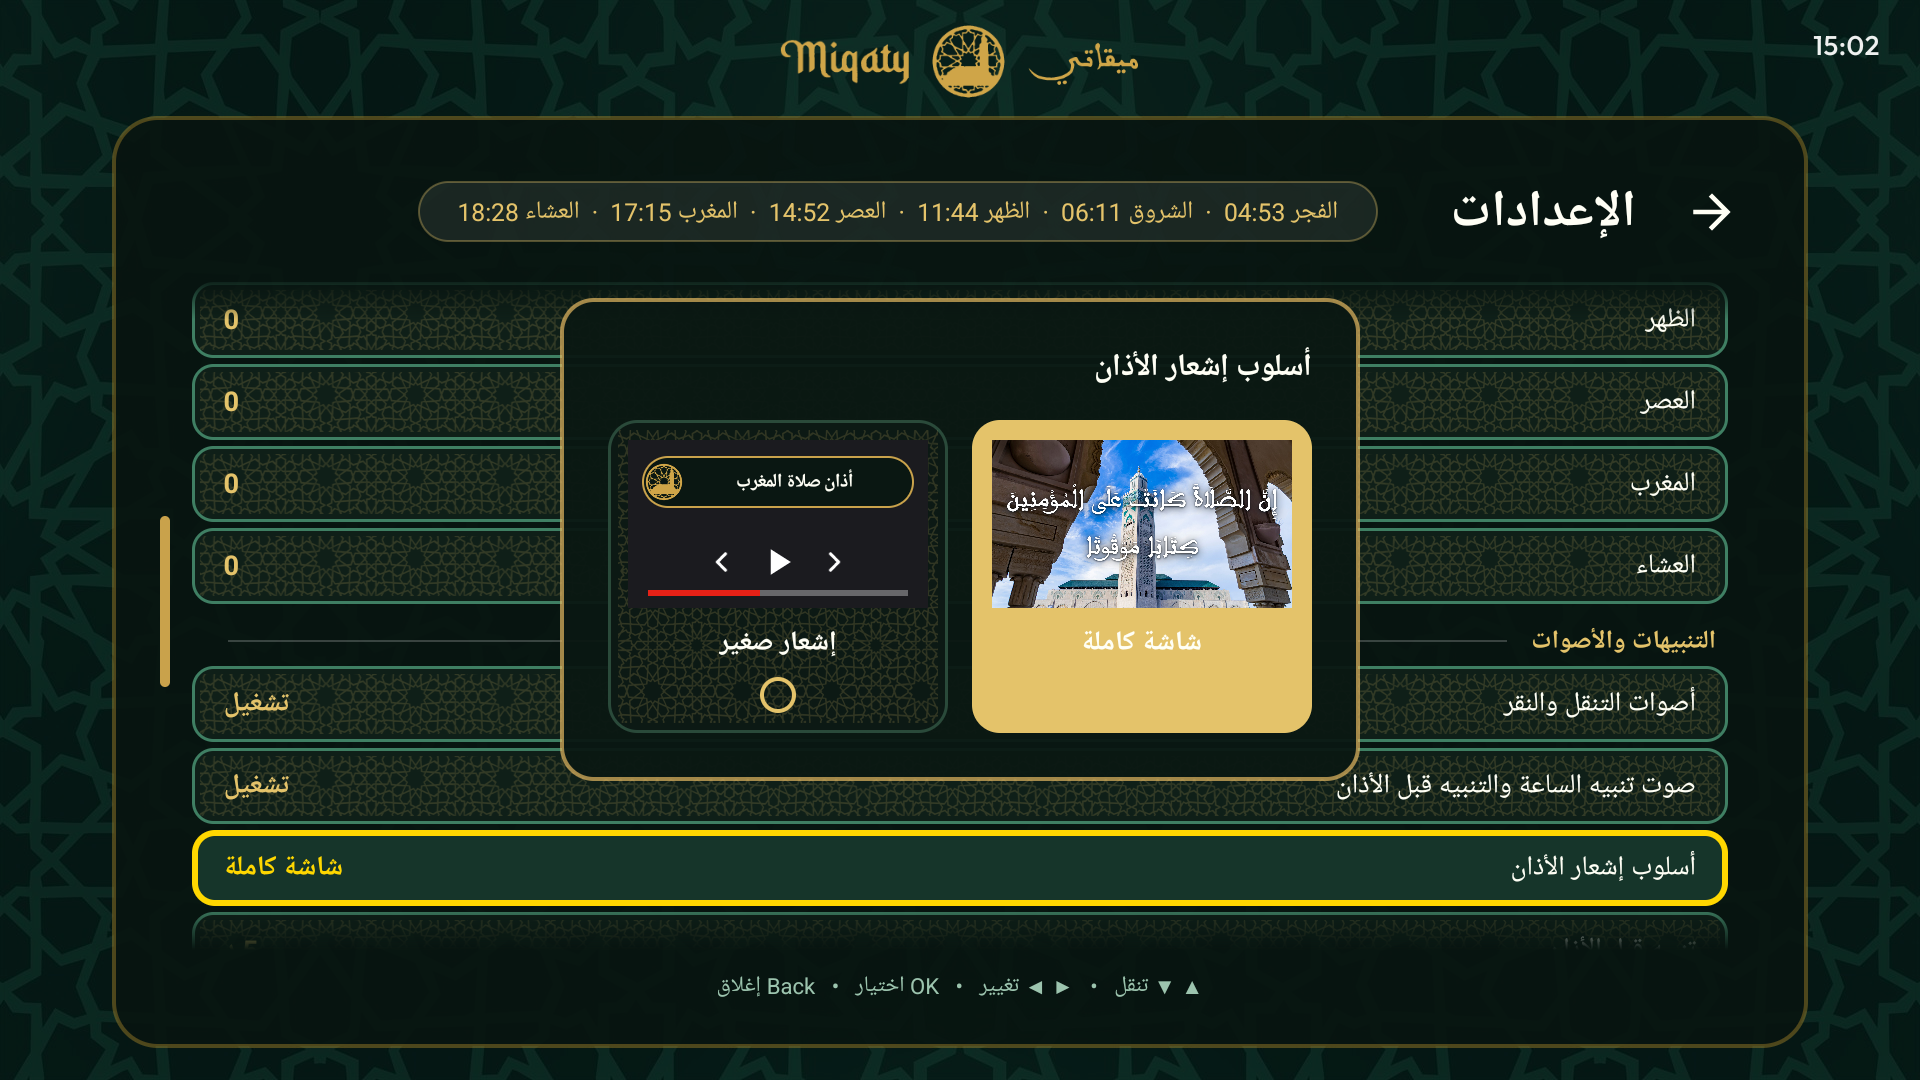 Miqaty ميقاتي
15:02
الإعدادات
الفجر 04:53 · الشروق 06:11 · الظهر 11:44 · العصر 14:52 · المغرب 17:15 · العشاء 18:28
الظهر 0
العصر 0
المغرب 0
العشاء 0
التنبيهات والأصوات
أصوات التنقل والنقر تشغيل
صوت تنبيه الساعة والتنبيه قبل الأذان تشغيل
أسلوب إشعار الأذان شاشة كاملة
أسلوب إشعار الأذان
إِنَّ الصَّلَاةَ كَانَتْ عَلَى الْمُؤْمِنِينَ
كِتَابًا مَوْقُوتًا
شاشة كاملة
أذان صلاة المغرب
إشعار صغير
▲ ▼ تنقل • ◀ ▶ تغيير • OK اختيار • Back إغلاق